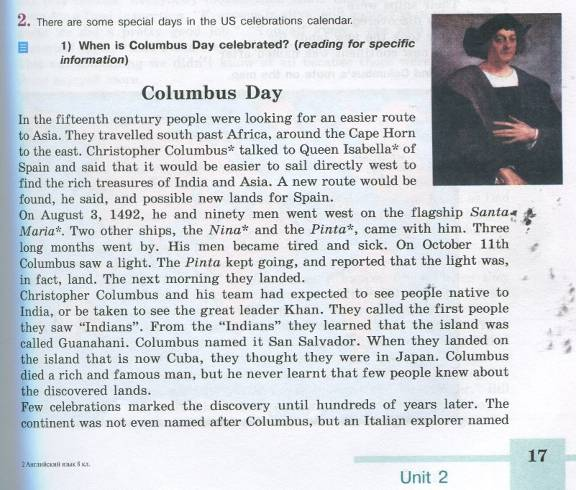 2. There are some special days in the US celebrations calendar.
1) When is Columbus Day celebrated? (reading for specific
information)
Columbus Day
In the fifteenth century people were looking for an easier route
to Asia. They travelled south past Africa, around the Cape Horn
to the east. Christopher Columbus* talked to Queen Isabella* of
Spain and said that it would be easier to sail directly west to
find the rich treasures of India and Asia. A new route would be
found, he said, and possible new lands for Spain.
On August 3, 1492, he and ninety men went west on the flagship Santa
Maria*. Two other ships, the Nina* and the Pinta*, came with him. Three
long months went by. His men became tired and sick. On October 11th
Columbus saw a light. The Pinta kept going, and reported that the light was,
in fact, land. The next morning they landed.
Christopher Columbus and his team had expected to see people native to
India, or be taken to see the great leader Khan. They called the first people
they saw “Indians”. From the “Indians” they learned that the island was
called Guanahani. Columbus named it San Salvador. When they landed on
the island that is now Cuba, they thought they were in Japan. Columbus
died a rich and famous man, but he never learnt that few people knew about
the discovered lands.
Few celebrations marked the discovery until hundreds of years later. The
continent was not even named after Columbus, but an Italian explorer named
2 Английский язык 8 кл.
17
Unit 2